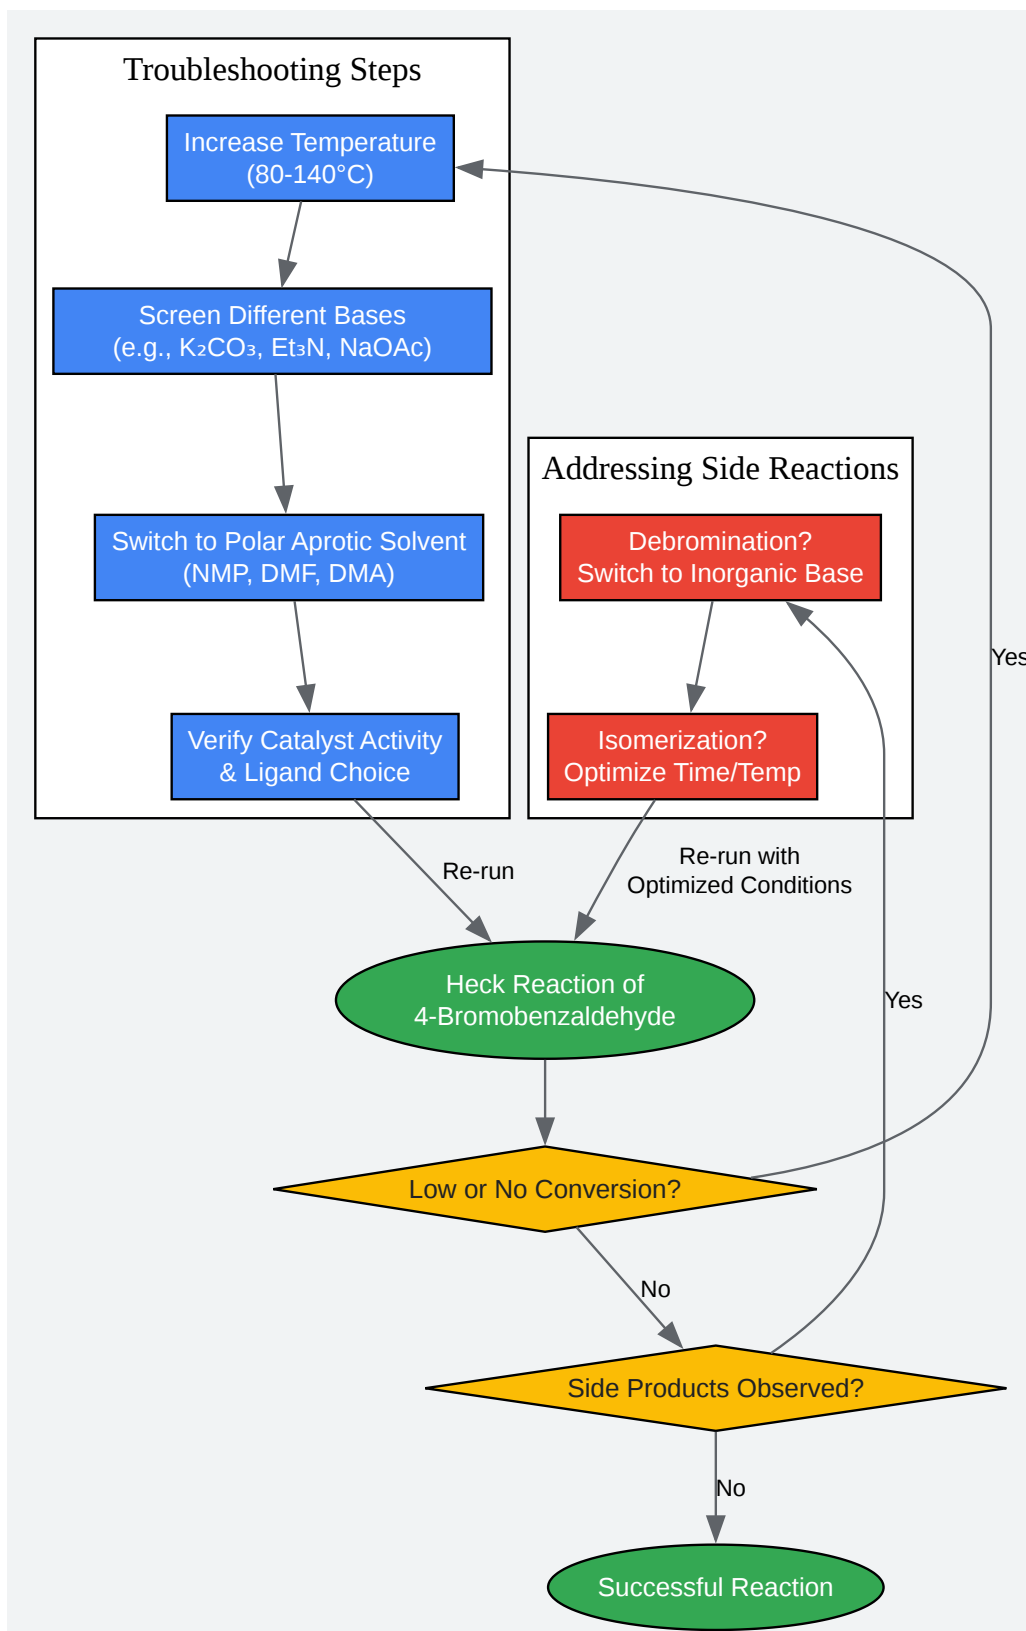 Troubleshooting Steps
Increase Temperature
(80-140°C)
Screen Different Bases
(e.g., K₂CO₃, Et₃N, NaOAc)
Switch to Polar Aprotic Solvent
(NMP, DMF, DMA)
Verify Catalyst Activity
& Ligand Choice
Addressing Side Reactions
Debromination?
Switch to Inorganic Base
Isomerization?
Optimize Time/Temp
Yes
Re-run
Re-run with
Optimized Conditions
Heck Reaction of
4-Bromobenzaldehyde
Yes
Low or No Conversion?
No
Side Products Observed?
No
Successful Reaction